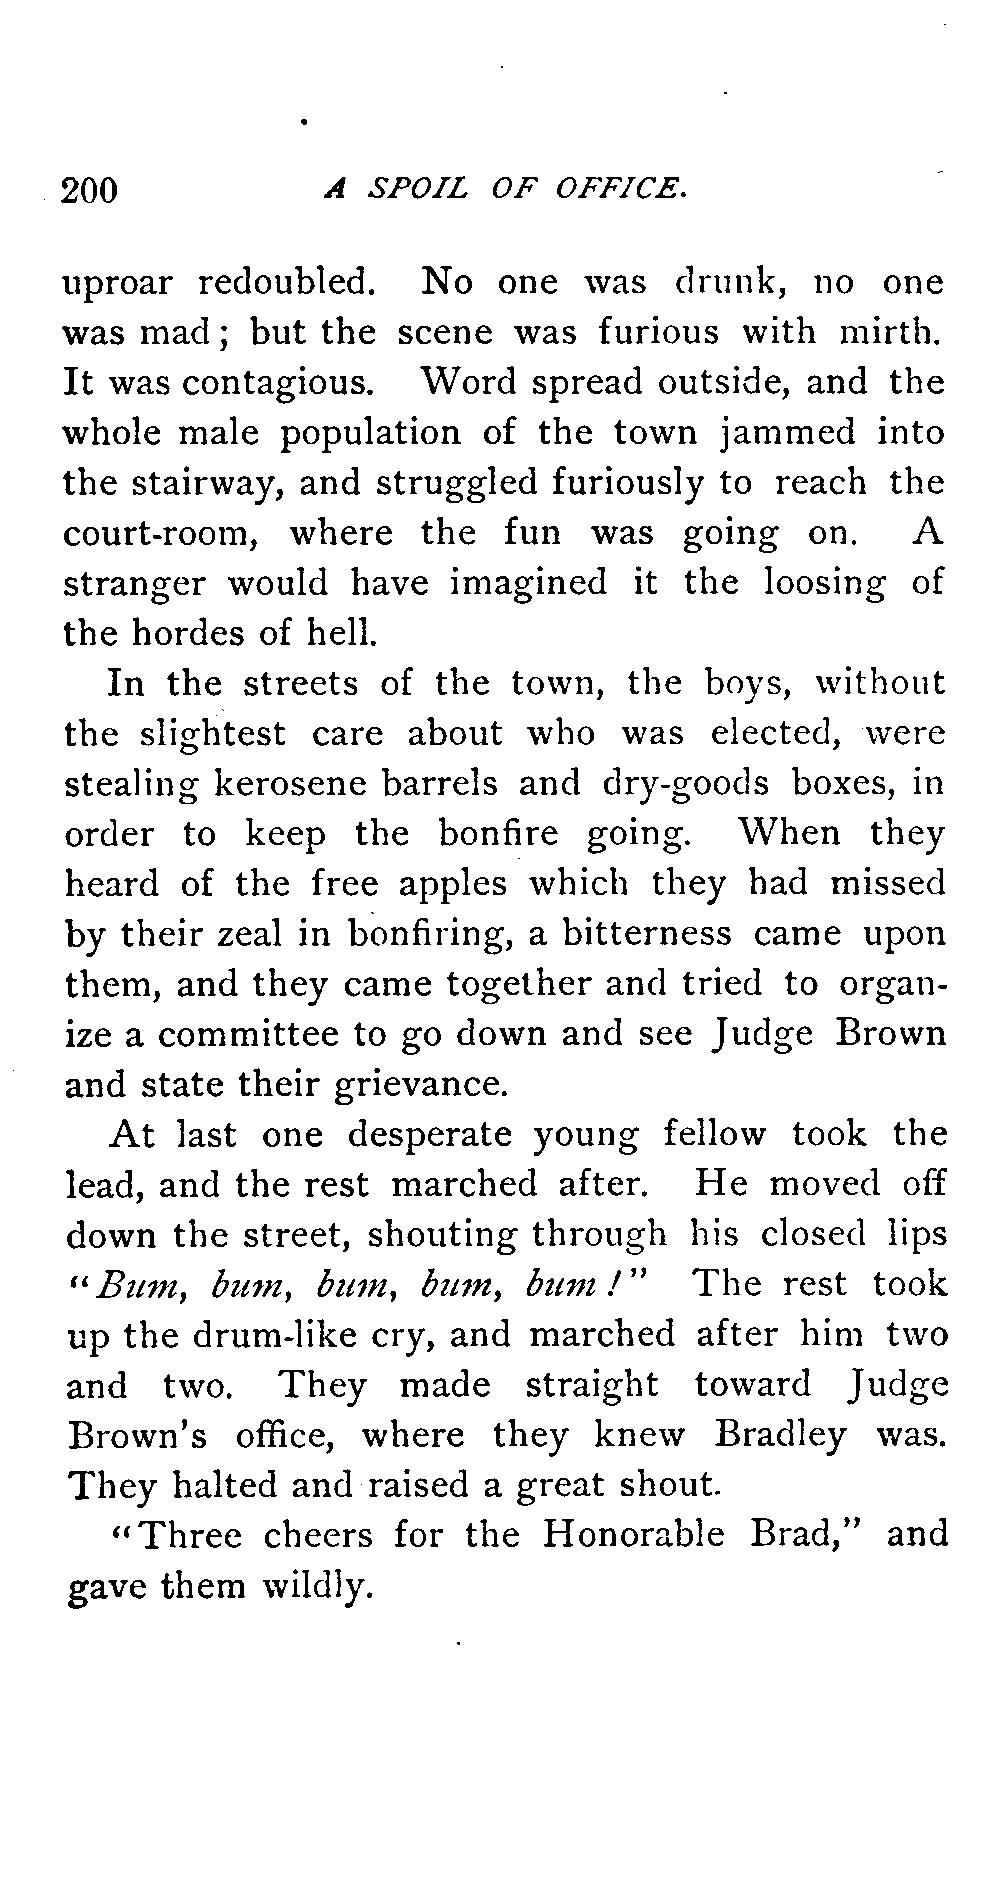 200 A SPOIL OF OFFICE.
uproar redoubled. No one was drunk, no one
was mad; but the scene was furious with mirth.
It was contagious. Word spread outside, and the
whole male population of the town jammed into
the stairway, and struggled furiously to reach the
court-room, where the fun was going on. A
stranger would have imagined it the loosing of
the hordes of hell.
In the streets of the town, the boys, without
the slightest care about who was elected, were
stealing kerosene barrels and dry-goods boxes, in
order to keep the bonfire going. When they
heard of the free apples which they had missed
by their zeal in bonfiring, a bitterness came upon
them, and they came together and tried to organ-
ize a committee to go down and see Judge Brown
and state their grievance.
At last one desperate young fellow took the
lead, and the rest marched after. He moved off
down the street, shouting through his closed lips
"Bum, bum, bum, bum, bum!" The rest took
up the drum-like cry, and marched after him two
and two. They made straight toward Judge
Brown's office, where they knew Bradley was.
They halted and raised a great shout.
"Three cheers for the Honorable Brad," and
gave them wildly.